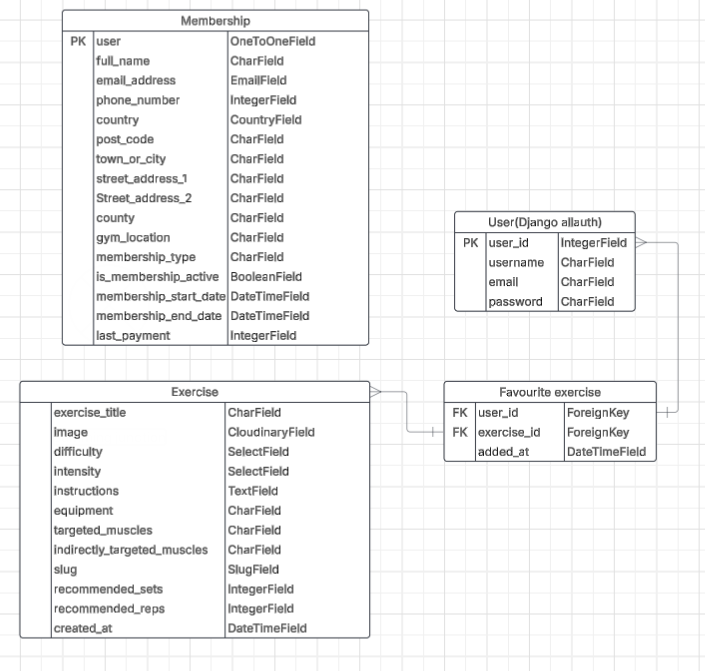 Membership
PK user OneToOneField
full_name CharField
email_address EmailField
phone_number IntegerField
country CountryField
post_code CharField
town_or_city CharField
street_address_1 CharField
Street_address_2 CharField
county CharField
gym_location CharField
membership_type CharField
is_membership_active BooleanField
membership_start_date DateTimeField
membership_end_date DateTimeField
last_payment IntegerField
User(Django allauth)
PK user_id IntegerField
username CharField
email CharField
password CharField
Exercise
exercise_title CharField
image CloudinaryField
difficulty SelectField
intensity SelectField
instructions TextField
equipment CharField
targeted_muscles CharField
indirectly_targeted_muscles CharField
slug SlugField
recommended_sets IntegerField
recommended_reps IntegerField
created_at DateTimeField
Favourite exercise
FK user_id ForeignKey
FK exercise_id ForeignKey
added_at DateTimeField